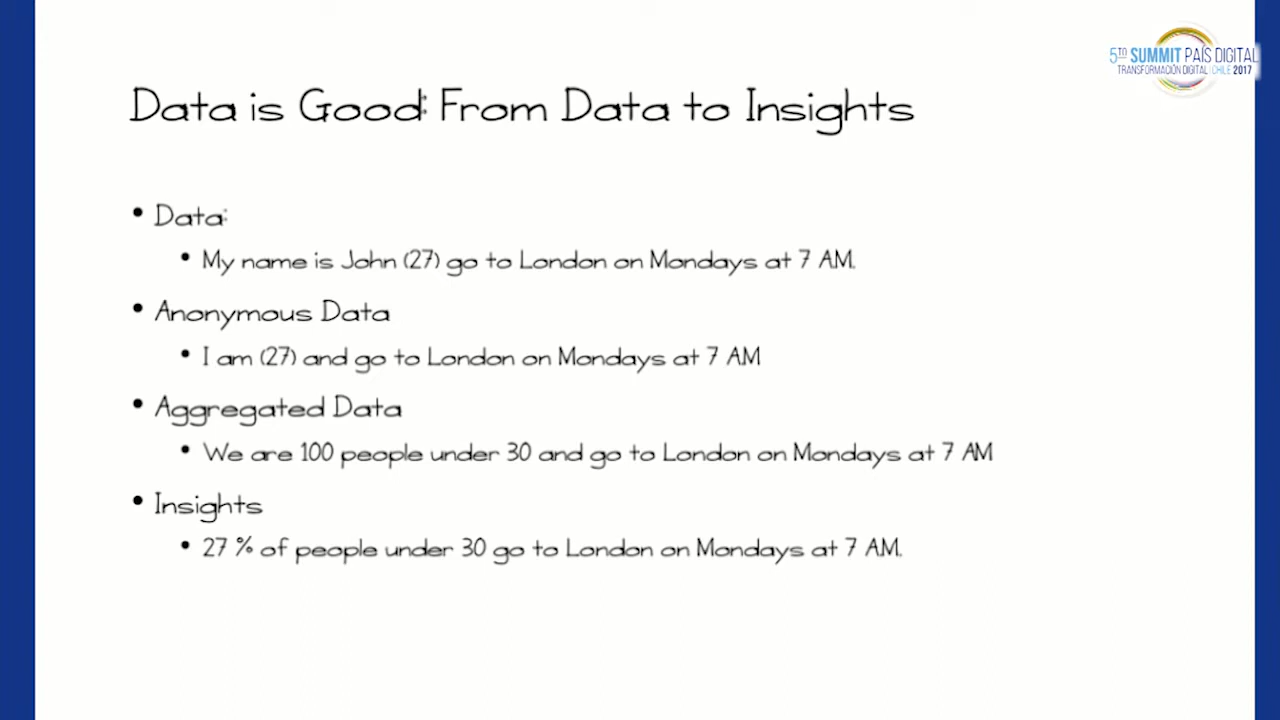 5TO SUMMIT PAÍS DIGITAL
TRANSFORMACIÓN DIGITAL | CHILE 2017
Data is Good: From Data to Insights
• Data:
• My name is John (27) go to London on Mondays at 7 AM.
• Anonymous Data
• I am (27) and go to London on Mondays at 7 AM
• Aggregated Data
• We are 100 people under 30 and go to London on Mondays at 7 AM
• Insights
• 27 % of people under 30 go to London on Mondays at 7 AM.